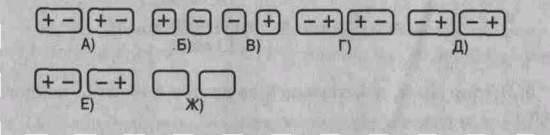 + − + − + − − + − + + − − + − +
А) Б) В) Г) Д)
+ − − +
Е) Ж)